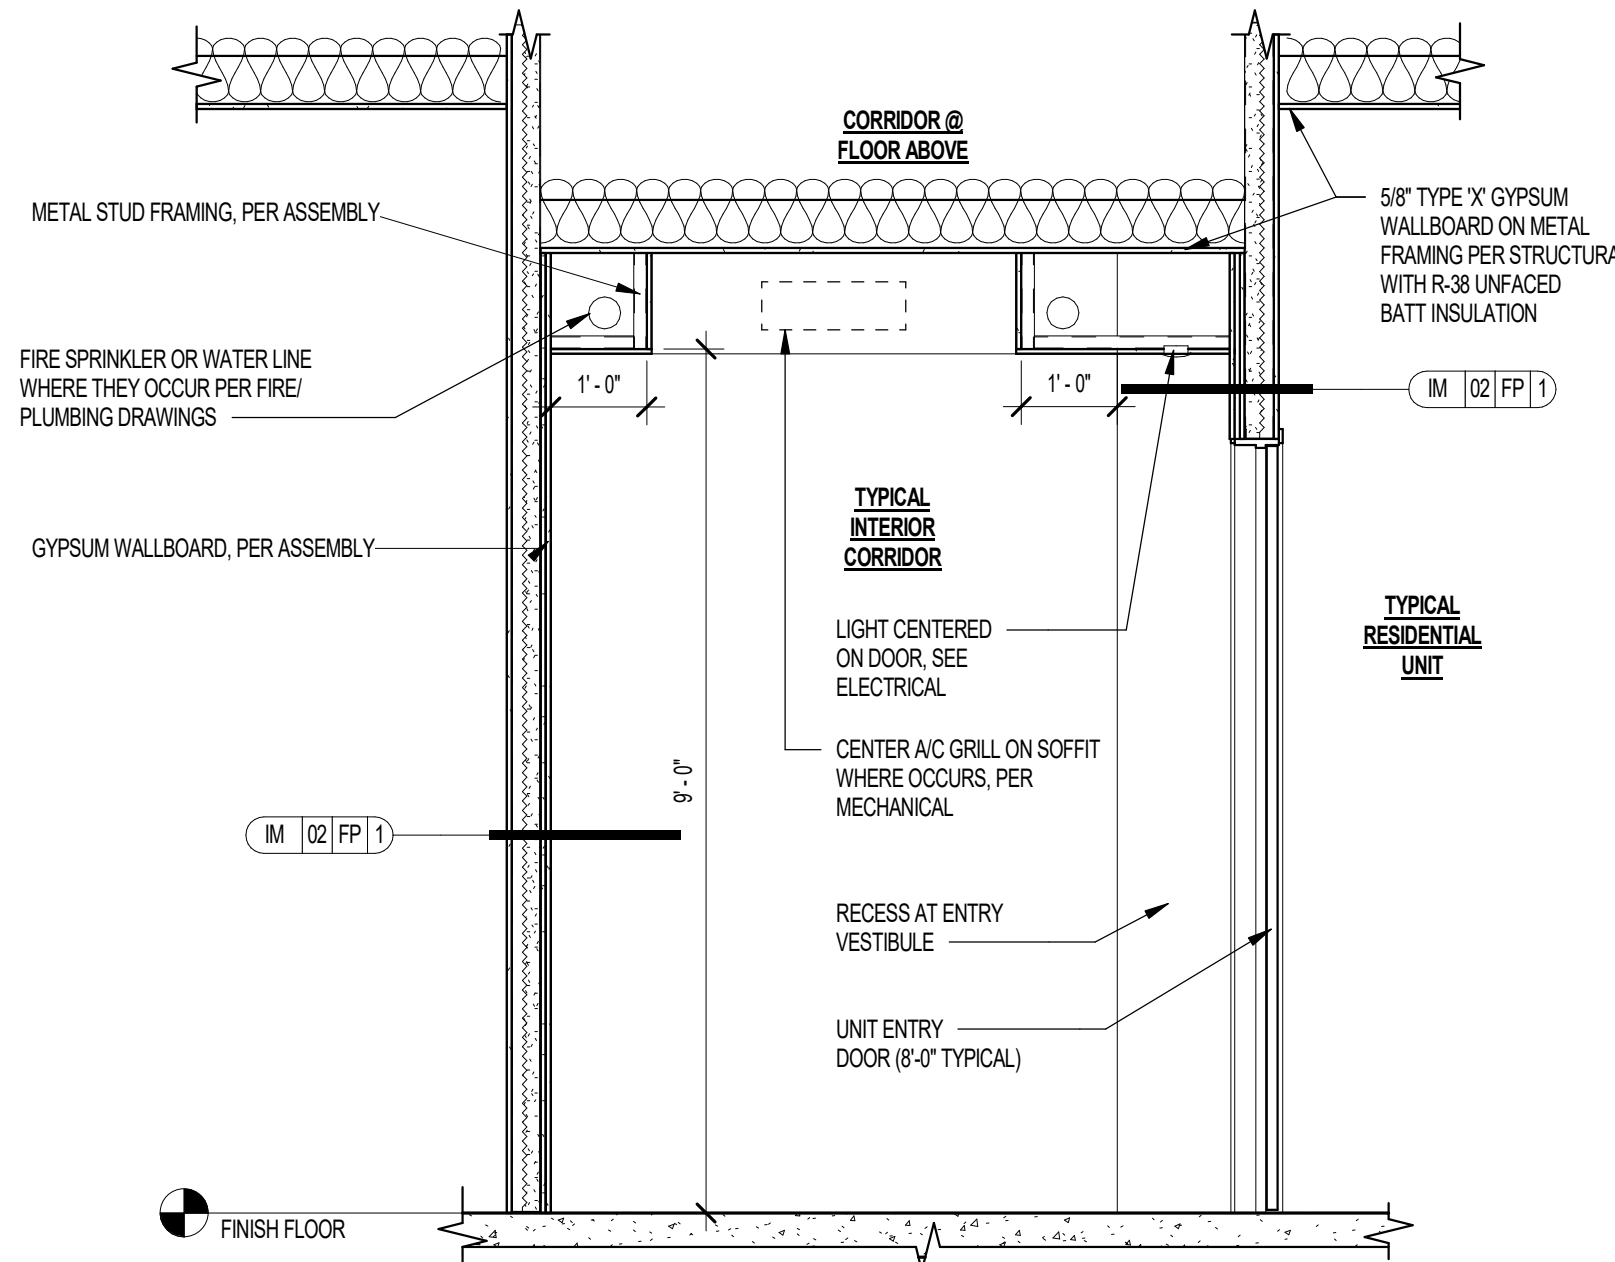 CORRIDOR @
FLOOR ABOVE
METAL STUD FRAMING, PER ASSEMBLY
5/8" TYPE 'X' GYPSUM
WALLBOARD ON METAL
FRAMING PER STRUCTURA
WITH R-38 UNFACED
BATT INSULATION
FIRE SPRINKLER OR WATER LINE
WHERE THEY OCCUR PER FIRE/
PLUMBING DRAWINGS
1' - 0"
1' - 0"
IM 02 FP 1
TYPICAL
INTERIOR
CORRIDOR
GYPSUM WALLBOARD, PER ASSEMBLY
TYPICAL
RESIDENTIAL
UNIT
LIGHT CENTERED
ON DOOR, SEE
ELECTRICAL
CENTER A/C GRILL ON SOFFIT
WHERE OCCURS, PER
MECHANICAL
9' - 0"
IM 02 FP 1
RECESS AT ENTRY
VESTIBULE
UNIT ENTRY
DOOR (8'-0" TYPICAL)
FINISH FLOOR